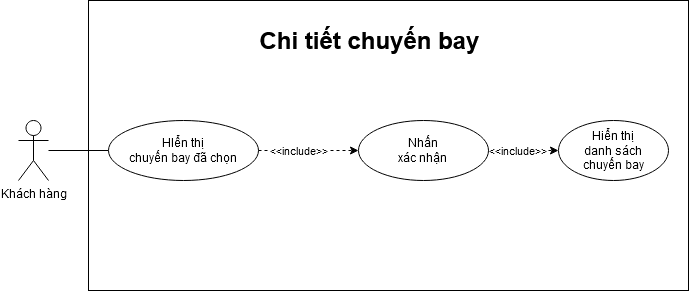 Chi tiết chuyến bay
Hiển thị
chuyến bay đã chọn
<<include>>
Nhấn
xác nhận
<<include>>
Hiển thị
danh sách
chuyến bay
Khách hàng